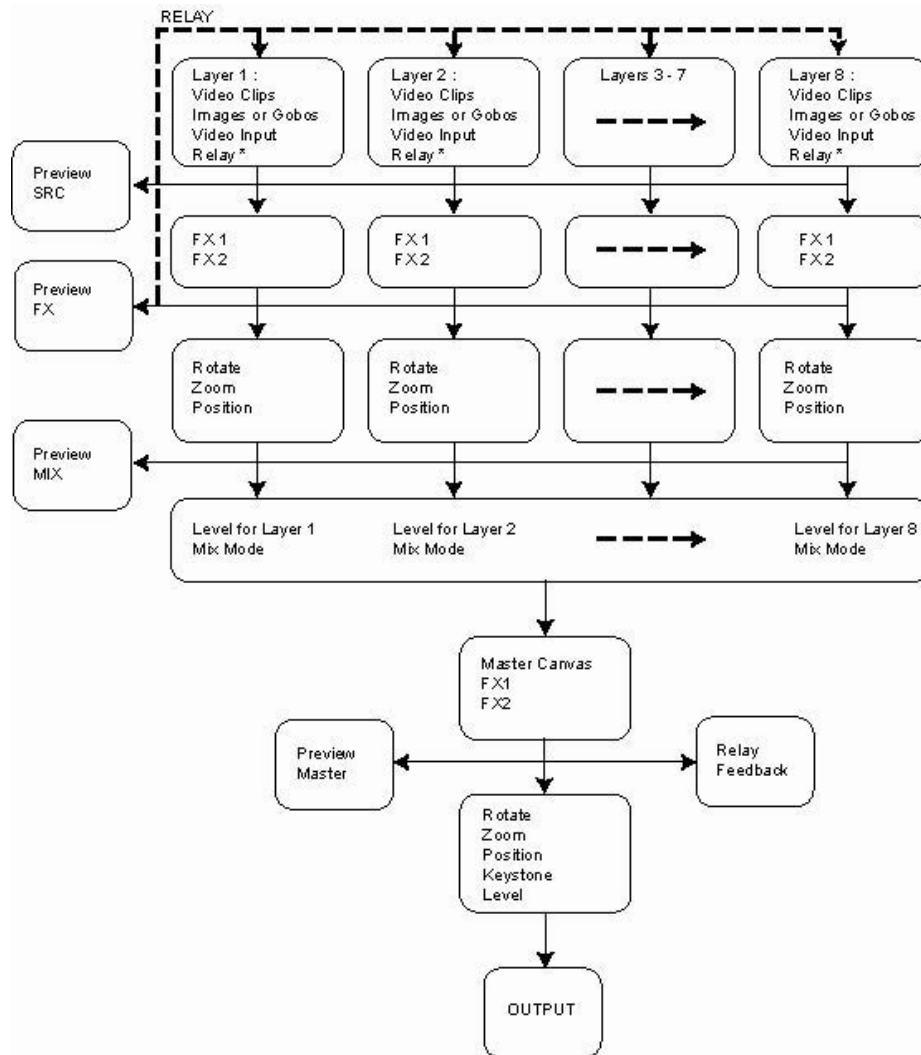 RELAY
Layer 1 :
Video Clips
Images or Gobos
Video Input
Relay *
Layer 2 :
Video Clips
Images or Gobos
Video Input
Relay *
Layers 3 - 7
Layer 8 :
Video Clips
Images or Gobos
Video Input
Relay *
Preview
SRC
FX 1
FX 2
FX 1
FX 2
FX 1
FX 2
Preview
FX
Rotate
Zoom
Position
Rotate
Zoom
Position
Rotate
Zoom
Position
Preview
MIX
Level for Layer 1
Mix Mode
Level for Layer 2
Mix Mode
Level for Layer 8
Mix Mode
Master Canvas
FX1
FX2
Preview
Master
Relay
Feedback
Rotate
Zoom
Position
Keystone
Level
OUTPUT